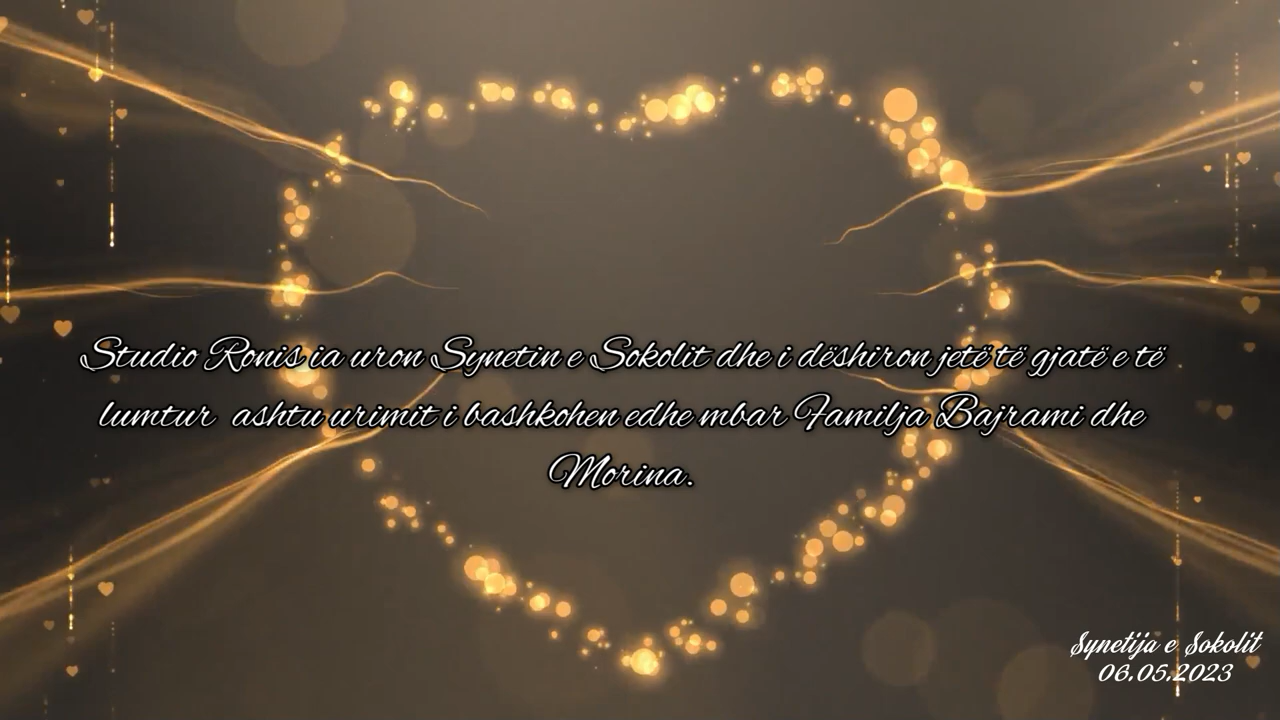 Studio Ronis ia uron Synetin e Sokolit dhe i dëshiron jetë të gjatë e të
lumtur ashtu urimit i bashkohen edhe mbar Familja Bajrami dhe
Morina.
Synetija e Sokolit
06.05.2023